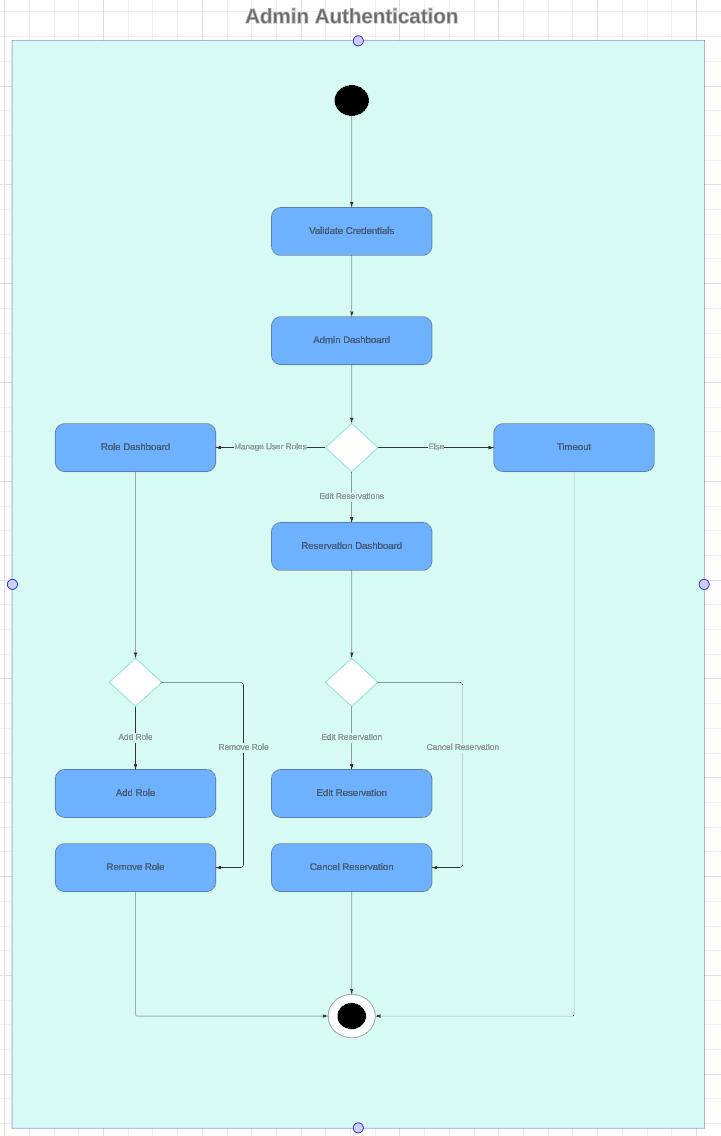 Admin Authentication
Validate Credentials
Admin Dashboard
Role Dashboard
Manage User Roles
Else
Timeout
Edit Reservations
Reservation Dashboard
Add Role
Remove Role
Edit Reservation
Cancel Reservation
Add Role
Edit Reservation
Remove Role
Cancel Reservation